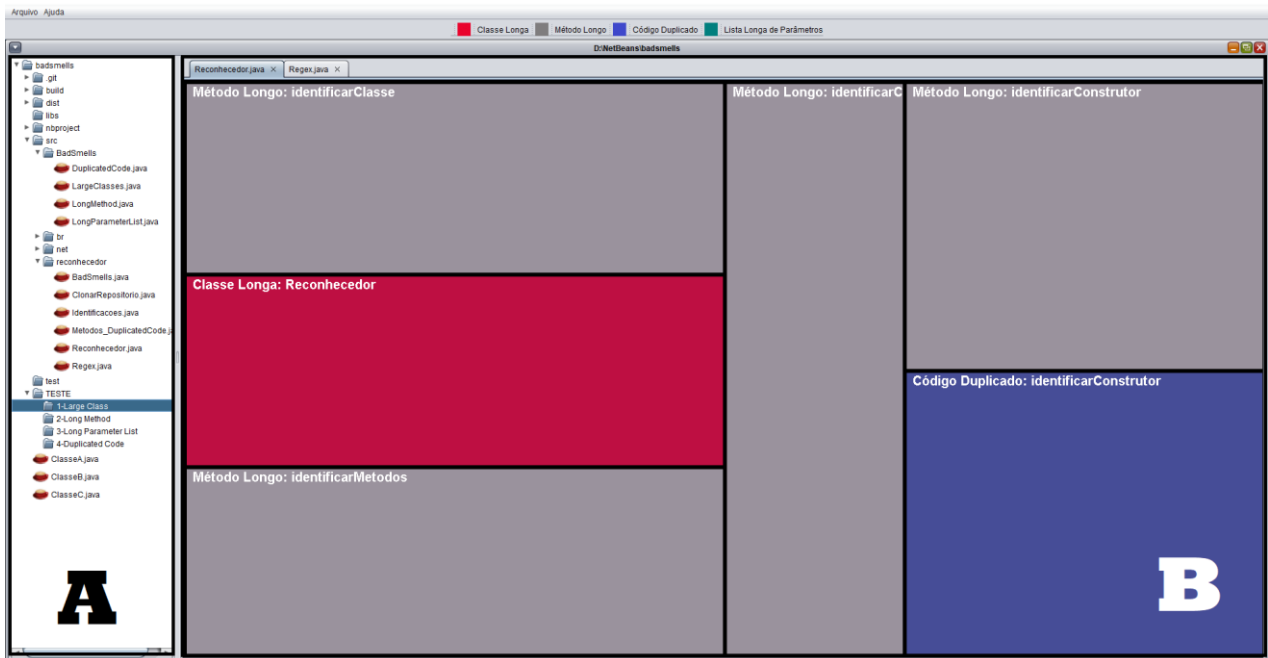 Arquivo Ajuda
Classe Longa Método Longo Código Duplicado Lista Longa de Parâmetros
D:\NetBeans\badsmells
badsmells
.git
build
dist
libs
nbproject
src
BadSmells
DuplicatedCode.java
LargeClasses.java
LongMethod.java
LongParameterList.java
br
net
reconhecedor
BadSmells.java
ClonarRepositorio.java
Identificacoes.java
Metodos_DuplicatedCode.ja
Reconhecedor.java
Regex.java
test
TESTE
1-Large Class
2-Long Method
3-Long Parameter List
4-Duplicated Code
ClasseA.java
ClasseB.java
ClasseC.java
A
Reconhecedor.java Regex.java
Método Longo: identificarClasse
Classe Longa: Reconhecedor
Método Longo: identificarMetodos
Método Longo: identificarC
Método Longo: identificarConstrutor
Código Duplicado: identificarConstrutor
B